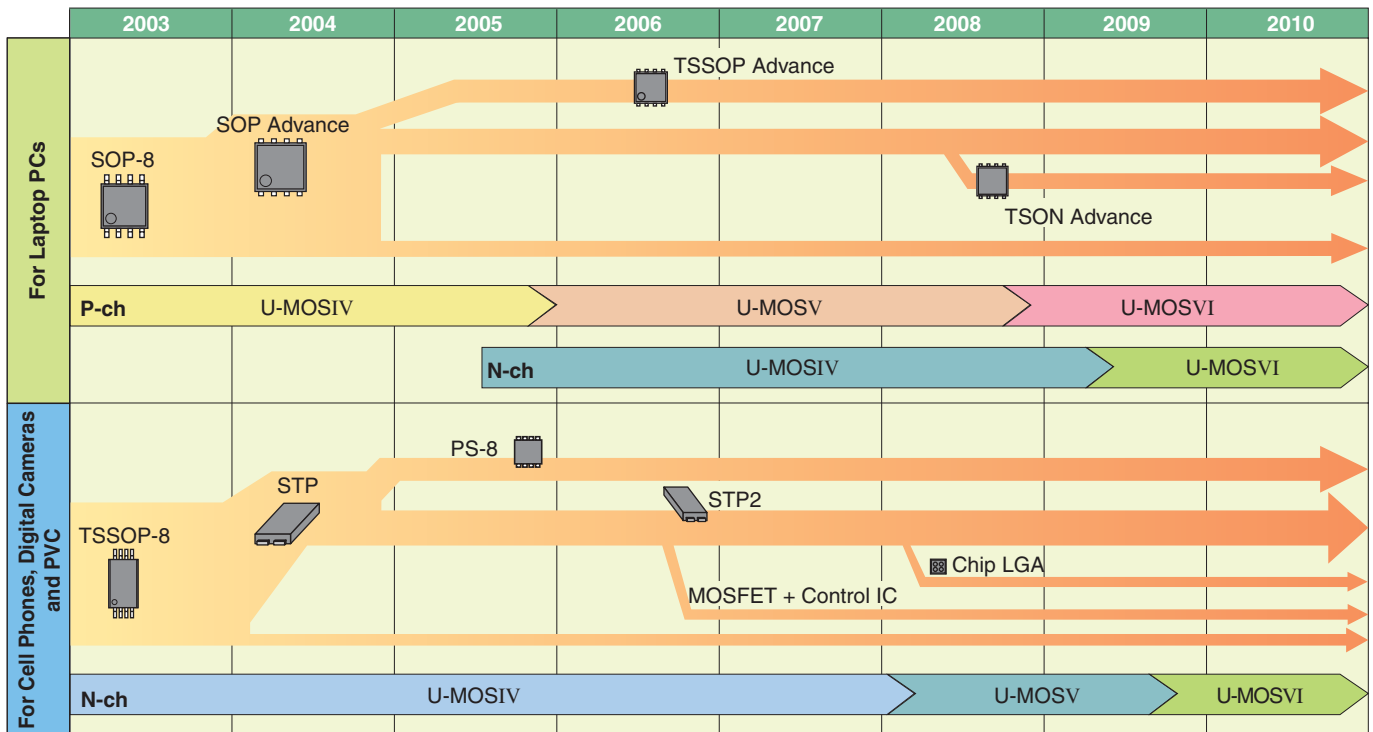 2003 2004 2005 2006 2007 2008 2009 2010
For Laptop PCs
TSSOP Advance
SOP Advance
SOP-8
TSON Advance
P-ch U-MOSIV U-MOSV U-MOSVI
N-ch U-MOSIV U-MOSVI
For Cell Phones, Digital Cameras
and PVC
PS-8
STP
STP2
TSSOP-8
Chip LGA
MOSFET + Control IC
N-ch U-MOSIV U-MOSV U-MOSVI